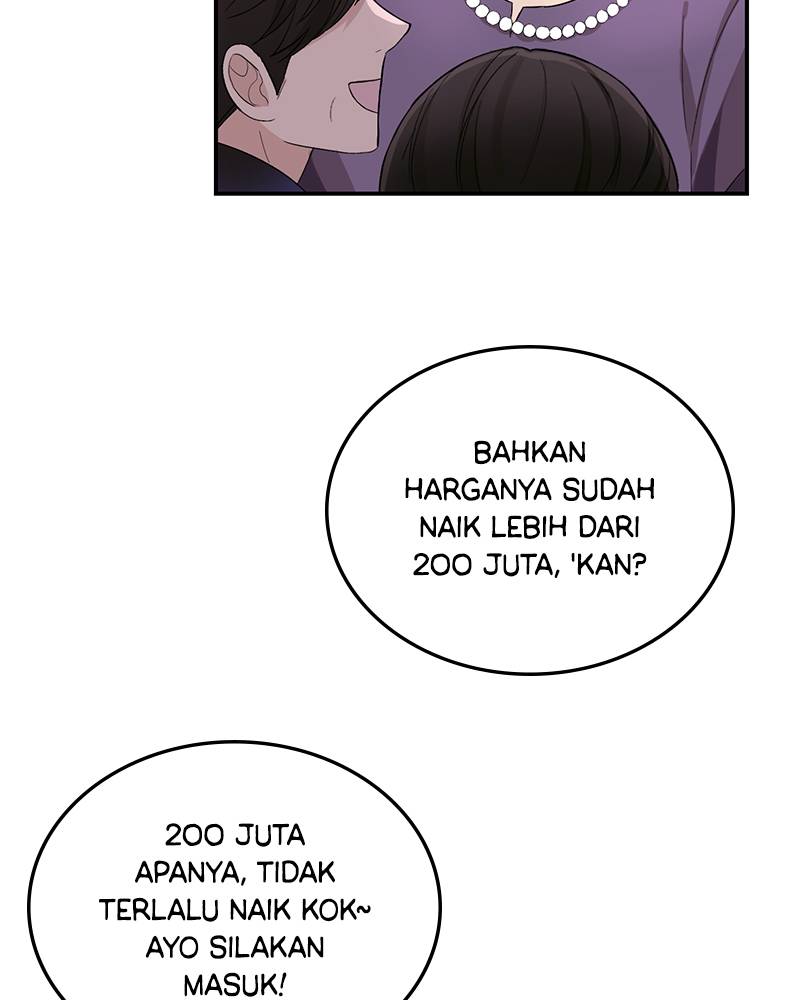 BAHKAN
HARGANYA SUDAH
NAIK LEBIH DARI
200 JUTA, 'KAN?
200 JUTA
APANYA, TIDAK
TERLALU NAIK KOK~
AYO SILAKAN
MASUK!